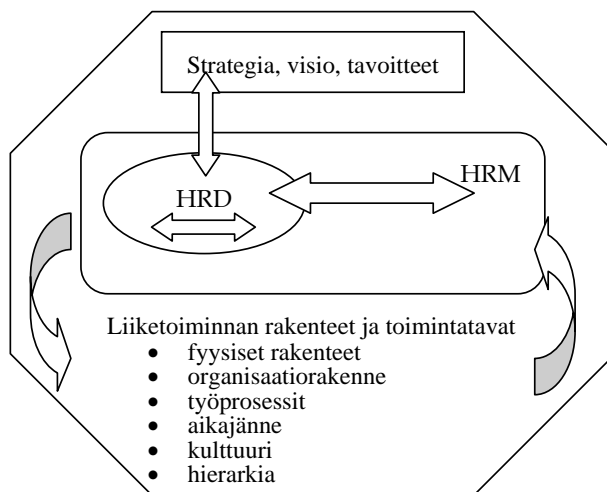 Strategia, visio, tavoitteet
HRM
HRD
Liiketoiminnan rakenteet ja toimintatavat
• fyysiset rakenteet
• organisaatiorakenne
• työprosessit
• aikajänne
• kulttuuri
• hierarkia